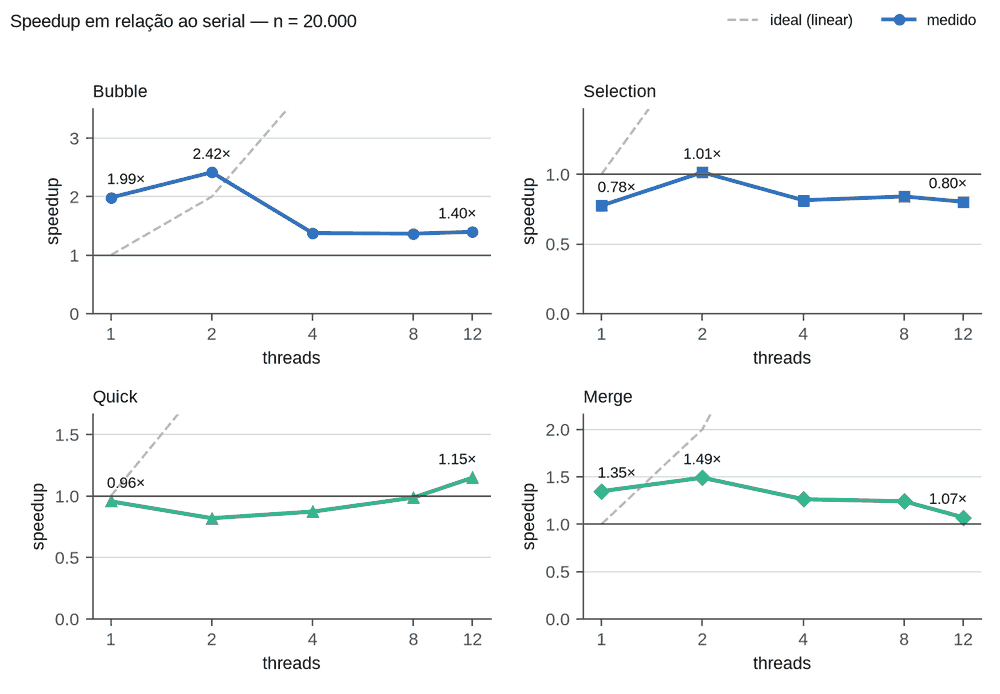 Speedup em relação ao serial — n = 20.000
ideal (linear)
medido
Bubble
speedup
3
2
1
0
1.99×
2.42×
1.40×
1 2 4 8 12
threads
Selection
speedup
1.0
0.5
0.0
0.78×
1.01×
0.80×
1 2 4 8 12
threads
Quick
speedup
1.5
1.0
0.5
0.0
0.96×
1.15×
1 2 4 8 12
threads
Merge
speedup
2.0
1.5
1.0
0.5
0.0
1.35×
1.49×
1.07×
1 2 4 8 12
threads